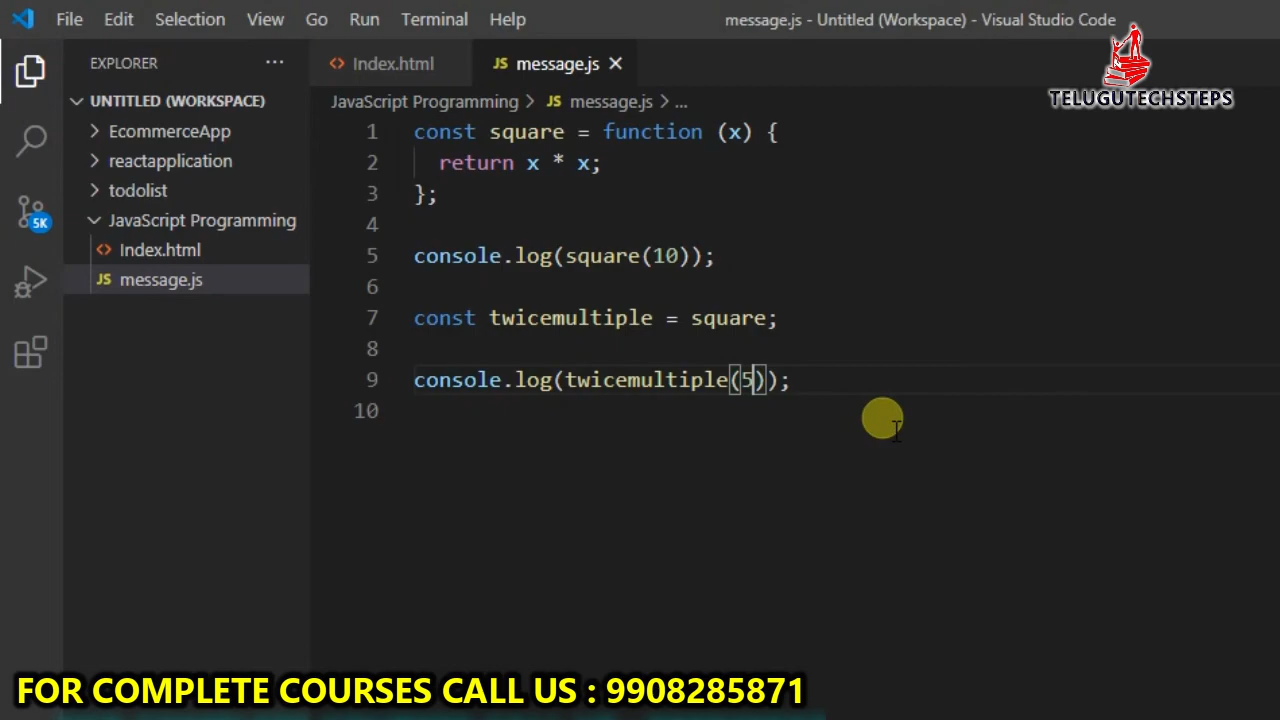 File Edit Selection View Go Run Terminal Help message.js - Untitled (Workspace) - Visual Studio Code
TELUGUTECHSTEPS
EXPLORER ...
Index.html
JS message.js
JavaScript Programming > JS message.js > ...
UNTITLED (WORKSPACE)
EcommerceApp
reactapplication
todolist
JavaScript Programming
Index.html
JS message.js
5K
1 const square = function (x) {
2 return x * x;
3 };
4
5 console.log(square(10));
6
7 const twicemultiple = square;
8
9 console.log(twicemultiple(5));
10
FOR COMPLETE COURSES CALL US : 9908285871